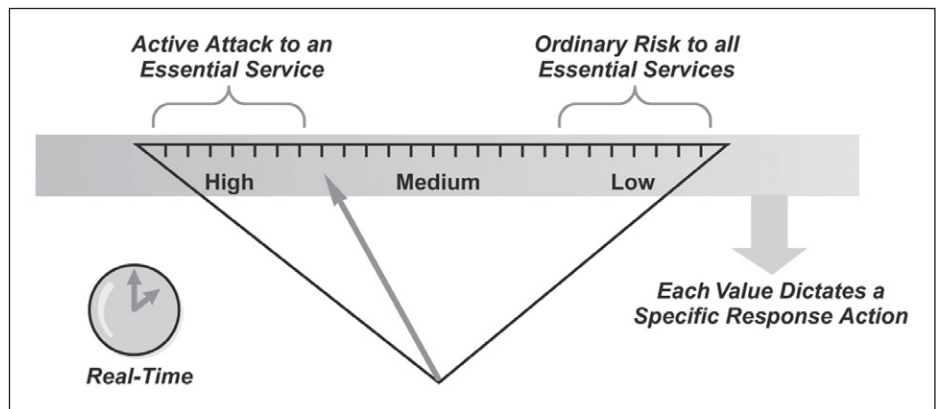 Active Attack to an
Essential Service
Ordinary Risk to all
Essential Services
High
Medium
Low
Each Value Dictates a
Specific Response Action
Real-Time